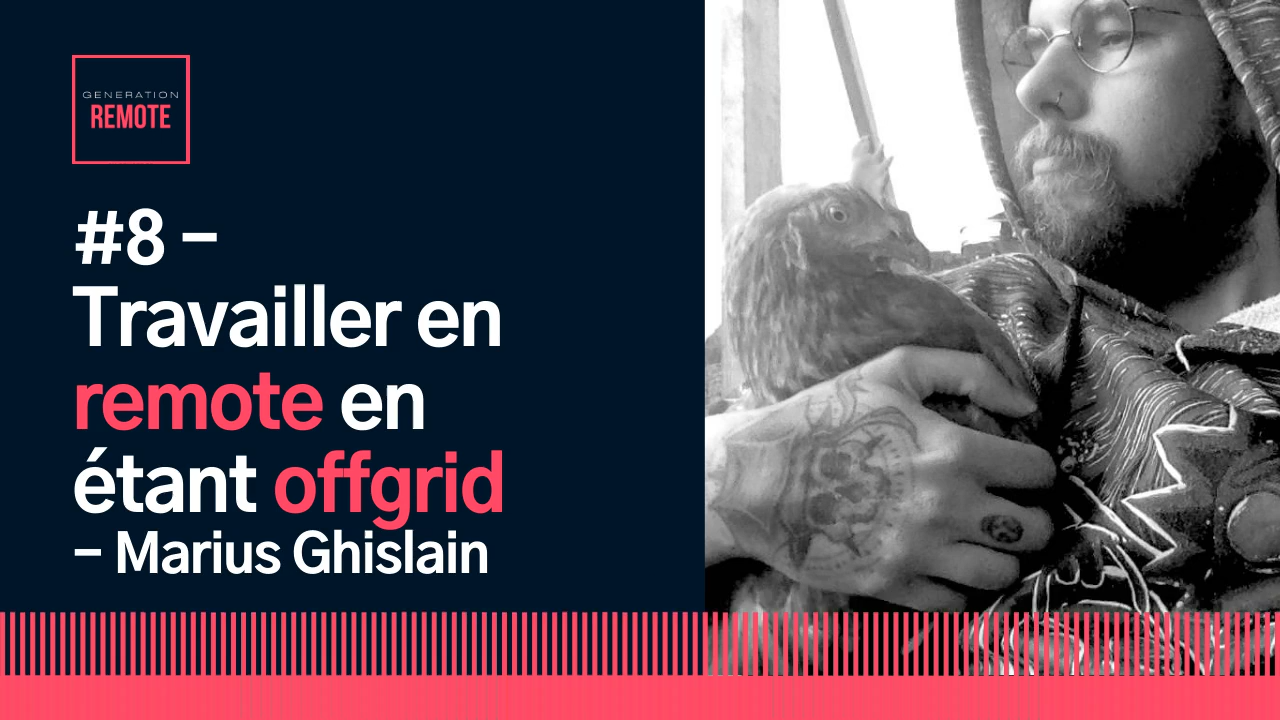 GENERATION
REMOTE
#8 –
Travailler en
remote en
étant offgrid
– Marius Ghislain